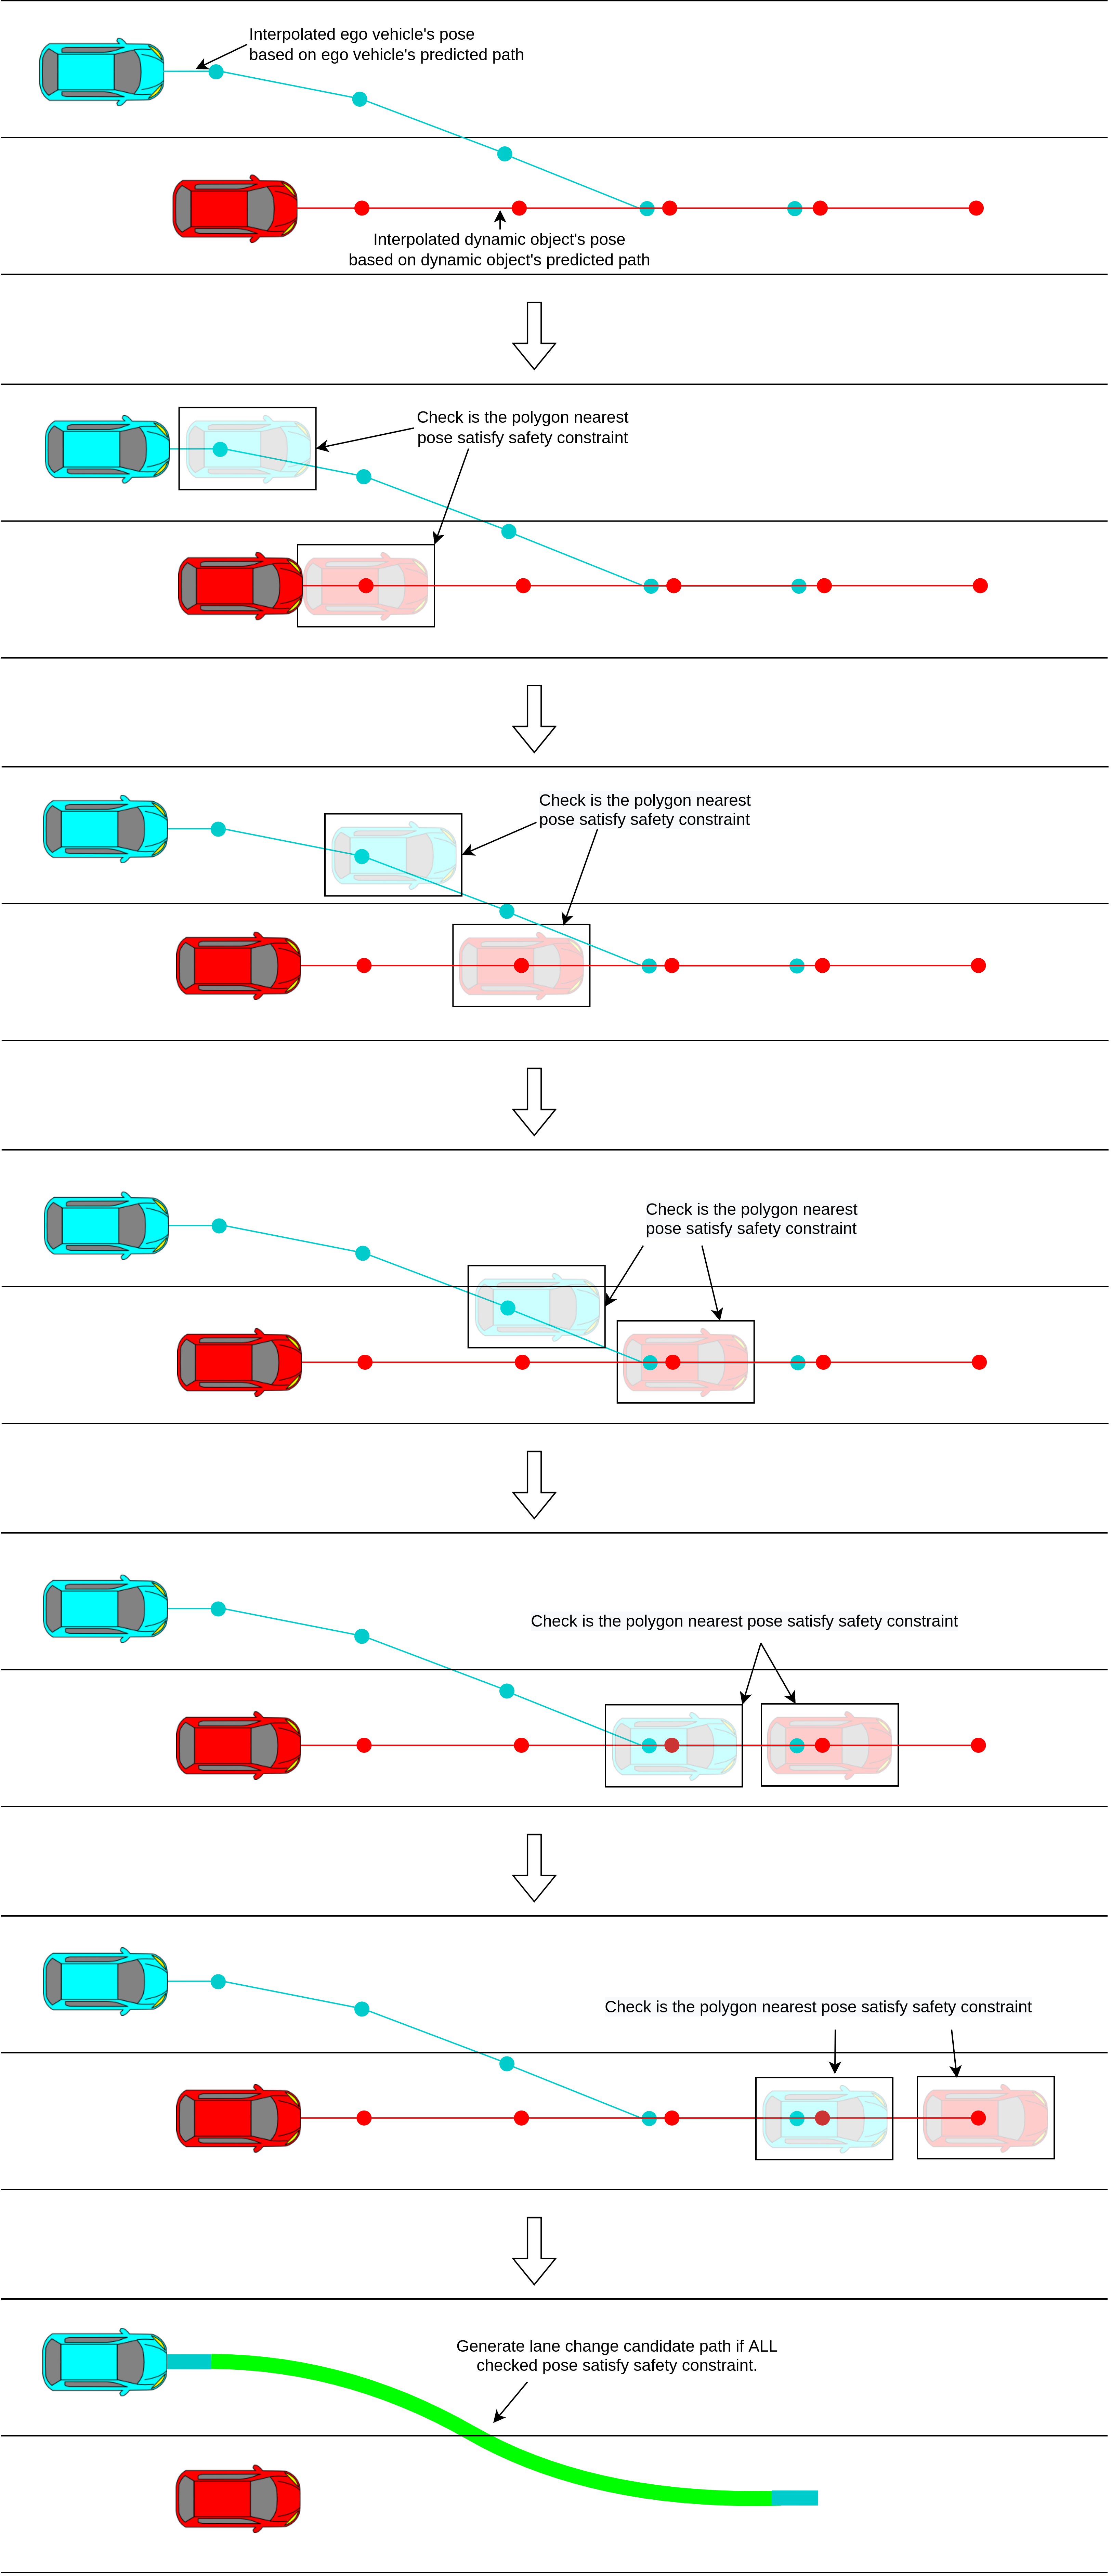 Interpolated ego vehicle's pose
based on ego vehicle's predicted path
Interpolated dynamic object's pose
based on dynamic object's predicted path
Check is the polygon nearest
pose satisfy safety constraint
Check is the polygon nearest
pose satisfy safety constraint
Check is the polygon nearest
pose satisfy safety constraint
Check is the polygon nearest pose satisfy safety constraint
Check is the polygon nearest pose satisfy safety constraint
Generate lane change candidate path if ALL
checked pose satisfy safety constraint.